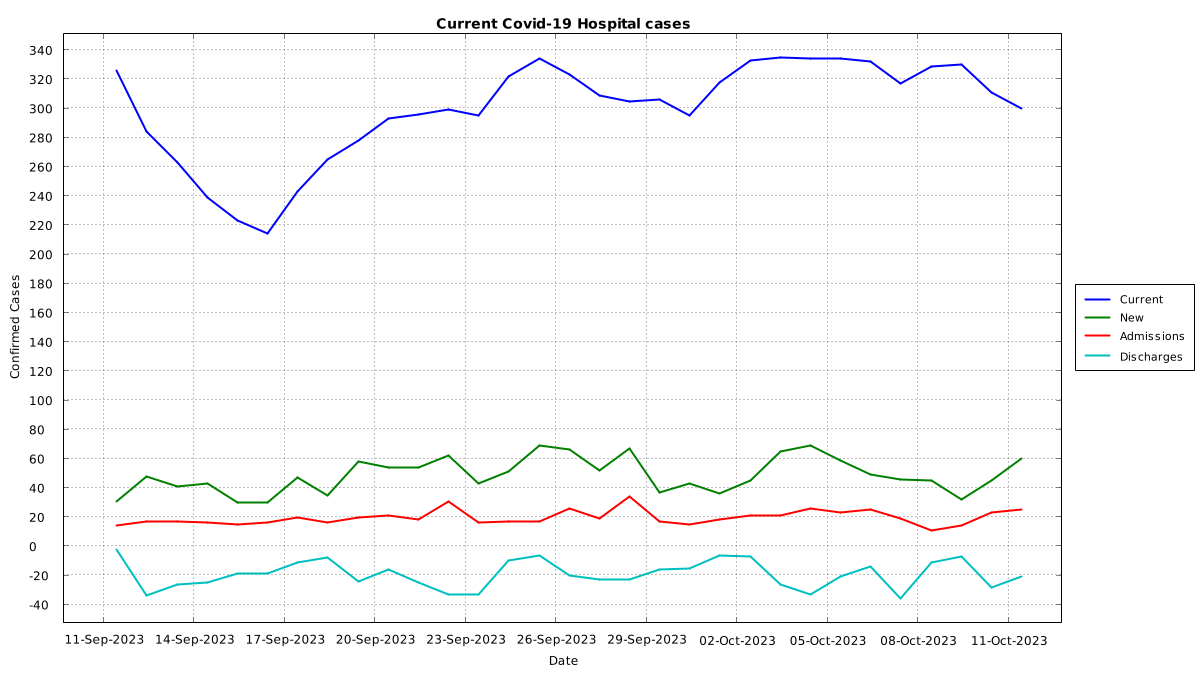 Current Covid-19 Hospital cases
340
320
300
280
260
240
220
200
180
160
140
120
100
80
60
40
20
0
-20
-40
Confirmed Cases
11-Sep-2023 14-Sep-2023 17-Sep-2023 20-Sep-2023 23-Sep-2023 26-Sep-2023 29-Sep-2023 02-Oct-2023 05-Oct-2023 08-Oct-2023 11-Oct-2023
Date
Current
New
Admissions
Discharges